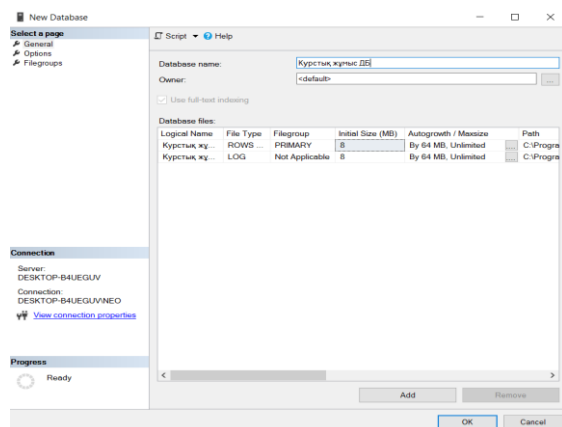 New Database
Select a page
General
Options
Filegroups
Script Help
Database name: Курстық жұмыс ДБ
Owner: <default>
...
Use full-text indexing
Database files:
Logical Name File Type Filegroup Initial Size (MB) Autogrowth / Maxsize Path
Курстық жұ... ROWS ... PRIMARY 8 By 64 MB, Unlimited ... C:\Progra
Курстық жұ... LOG Not Applicable 8 By 64 MB, Unlimited ... C:\Progra
Connection
Server:
DESKTOP-B4UEGUV
Connection:
DESKTOP-B4UEGUV\NEO
View connection properties
Progress
Ready
Add Remove
OK Cancel